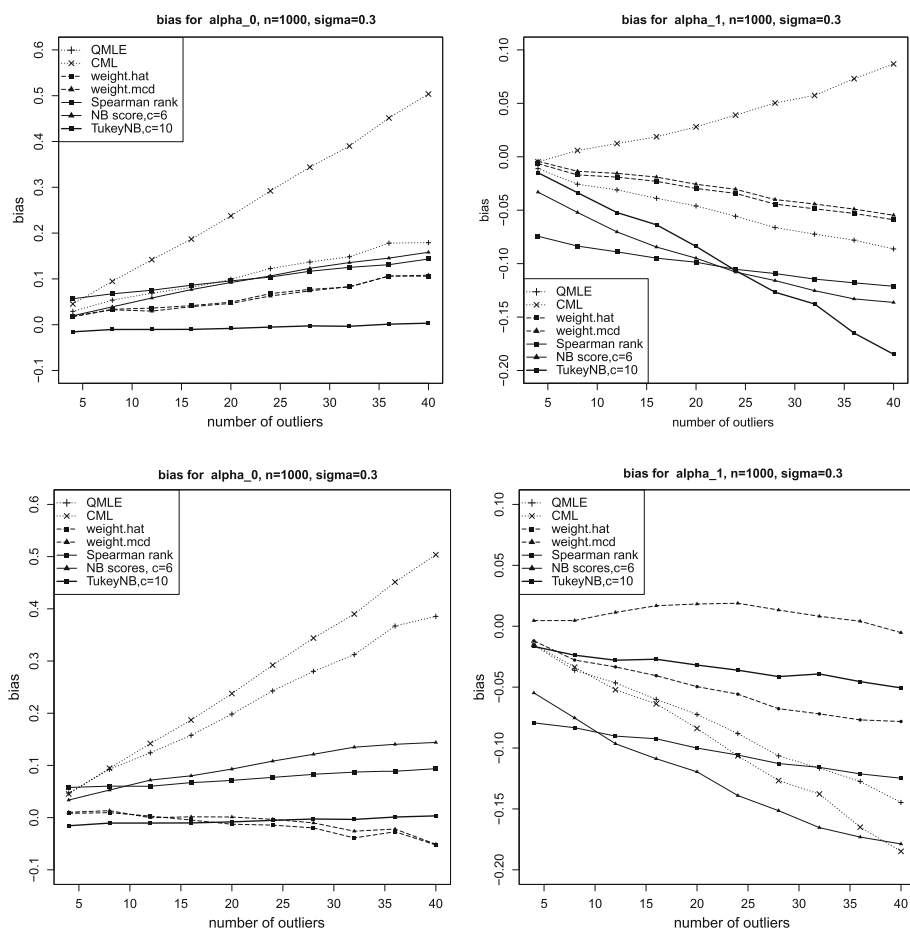 bias for alpha_0, n=1000, sigma=0.3
QMLE
CML
weight.hat
weight.mcd
Spearman rank
NB score,c=6
TukeyNB,c=10
bias
0.6
0.5
0.4
0.3
0.2
0.1
0.0
−0.1
5 10 15 20 25 30 35 40
number of outliers
bias for alpha_1, n=1000, sigma=0.3
bias
0.10
0.05
0.00
−0.05
−0.10
−0.15
−0.20
QMLE
CML
weight.hat
weight.mcd
Spearman rank
NB score,c=6
TukeyNB,c=10
5 10 15 20 25 30 35 40
number of outliers
bias for alpha_0, n=1000, sigma=0.3
QMLE
CML
weight.hat
weight.mcd
Spearman rank
NB scores, c=6
TukeyNB,c=10
bias
0.6
0.5
0.4
0.3
0.2
0.1
0.0
−0.1
5 10 15 20 25 30 35 40
number of outliers
bias for alpha_1, n=1000, sigma=0.3
QMLE
CML
weight.hat
weight.mcd
Spearman rank
NB scores,c=6
TukeyNB,c=10
bias
0.10
0.05
0.00
−0.05
−0.10
−0.15
−0.20
5 10 15 20 25 30 35 40
number of outliers